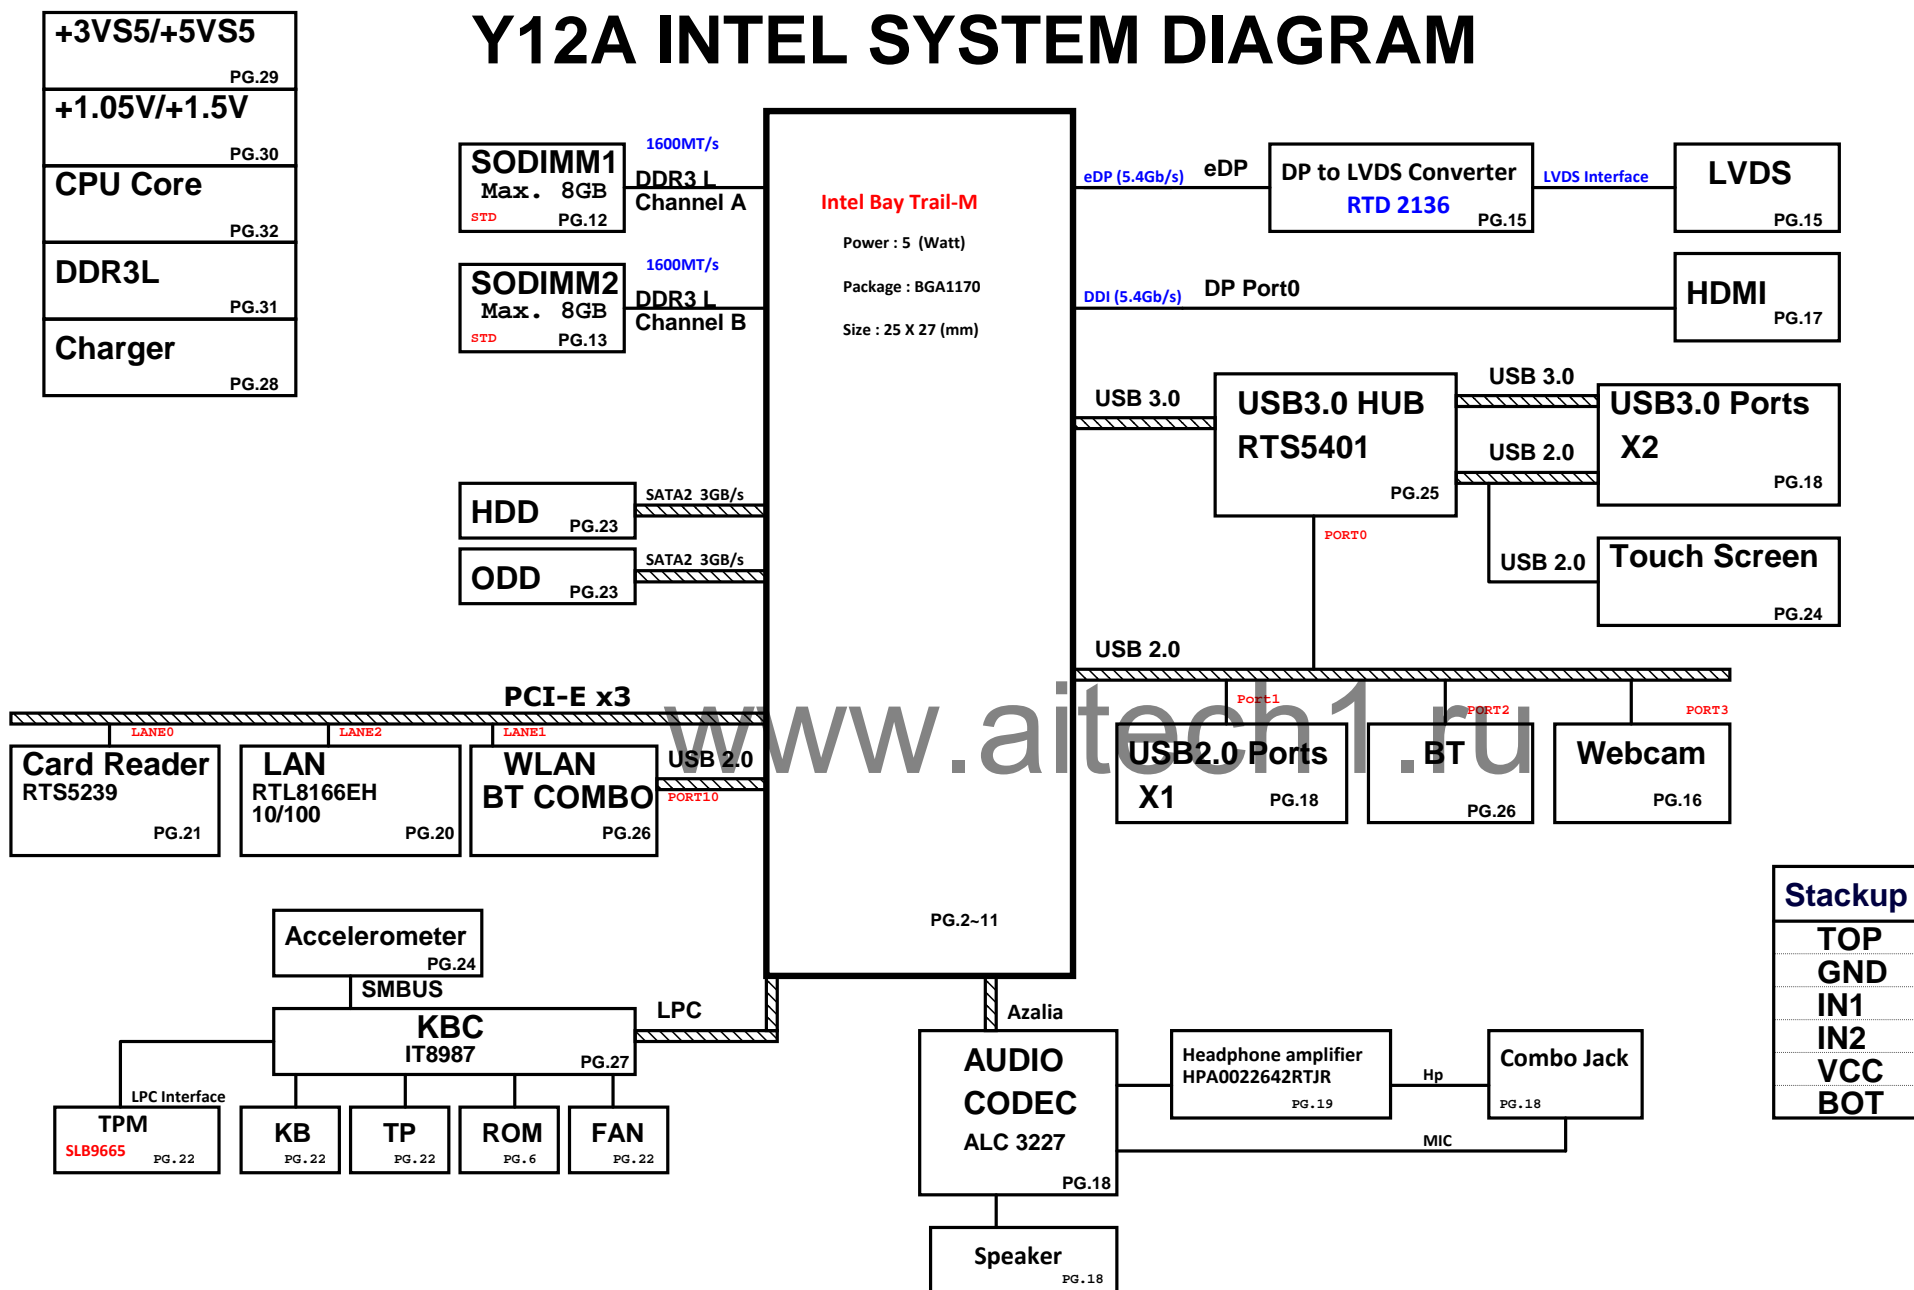 Y12A INTEL SYSTEM DIAGRAM
+3VS5/+5VS5
PG.29
+1.05V/+1.5V
PG.30
CPU Core
PG.32
DDR3L
PG.31
Charger
PG.28
SODIMM1
Max. 8GB
STD
PG.12
1600MT/s
DDR3 L
Channel A
SODIMM2
Max. 8GB
STD
PG.13
1600MT/s
DDR3 L
Channel B
HDD
PG.23
SATA2 3GB/s
ODD
PG.23
SATA2 3GB/s
Intel Bay Trail-M
Power : 5 (Watt)
Package : BGA1170
Size : 25 X 27 (mm)
PG.2~11
eDP (5.4Gb/s)
eDP
DP to LVDS Converter
RTD 2136
PG.15
LVDS Interface
LVDS
PG.15
DDI (5.4Gb/s)
DP Port0
HDMI
PG.17
USB 3.0
USB3.0 HUB
RTS5401
PG.25
USB 3.0
USB 2.0
USB3.0 Ports
X2
PG.18
PORT0
USB 2.0
Touch Screen
PG.24
USB 2.0
Port1
PORT2
PORT3
USB2.0 Ports
X1
PG.18
BT
PG.26
Webcam
PG.16
PCI-E x3
LANE0
LANE2
LANE1
Card Reader
RTS5239
PG.21
LAN
RTL8166EH
10/100
PG.20
WLAN
BT COMBO
PG.26
USB 2.0
PORT10
www.aitech1.ru
Accelerometer
PG.24
SMBUS
KBC
IT8987
PG.27
LPC
LPC Interface
TPM
SLB9665
PG.22
KB
PG.22
TP
PG.22
ROM
PG.6
FAN
PG.22
Azalia
AUDIO
CODEC
ALC 3227
PG.18
Headphone amplifier
HPA0022642RTJR
PG.19
Hp
Combo Jack
PG.18
MIC
Speaker
PG.18
Stackup
TOP
GND
IN1
IN2
VCC
BOT